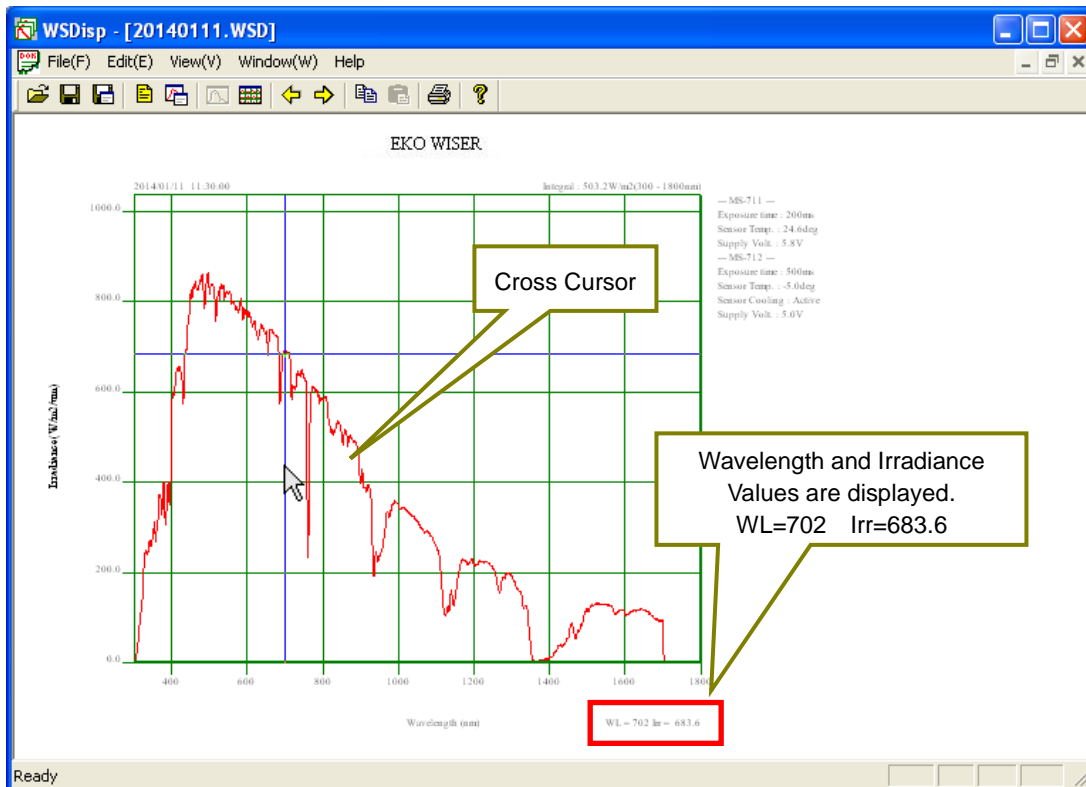 WSDisp - [20140111.WSD]
File(F) Edit(E) View(V) Window(W) Help
EKO WISER
2014/01/11 11:30:00
Integral : 503.2W/m2(300 - 1800nm)
--- MS-711 ---
Exposure time : 200ms
Sensor Temp. : 24.6deg
Supply Volt. : 5.8V
--- MS-712 ---
Exposure time : 500ms
Sensor Temp. : -5.0deg
Sensor Cooling : Active
Supply Volt. : 5.0V
1000.0
800.0
600.0
400.0
200.0
0.0
Irradiance( W/m2/um)
Cross Cursor
Wavelength and Irradiance
Values are displayed.
WL=702 Irr=683.6
400 600 800 1000 1200 1400 1600 1800
Wavelength (nm)
WL = 702 Irr = 683.6
Ready